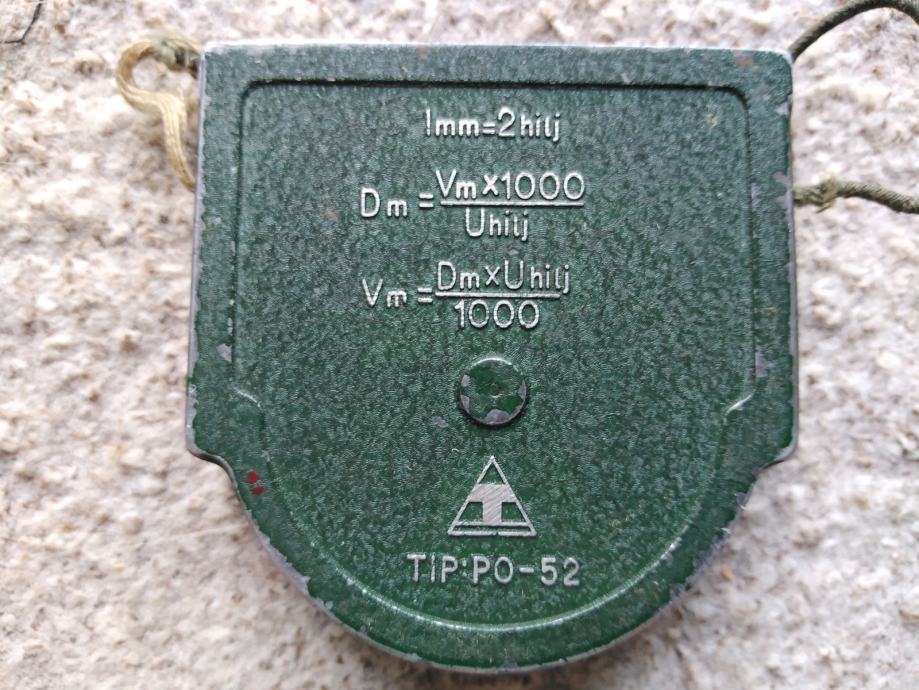 1mm=2hilj
Dm = Vm x 1000
Uhilj
Vm = Dm x Uhilj
1000
TIP:PO-52